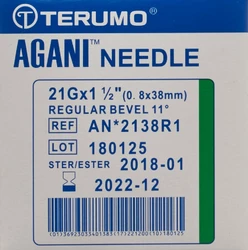 TERUMO
AGANI™ NEEDLE
21Gx1 ½" (0. 8x38mm)
REGULAR BEVEL 11°
REF AN*2138R1
LOT 180125
STER/ESTER 2018-01
2022-12